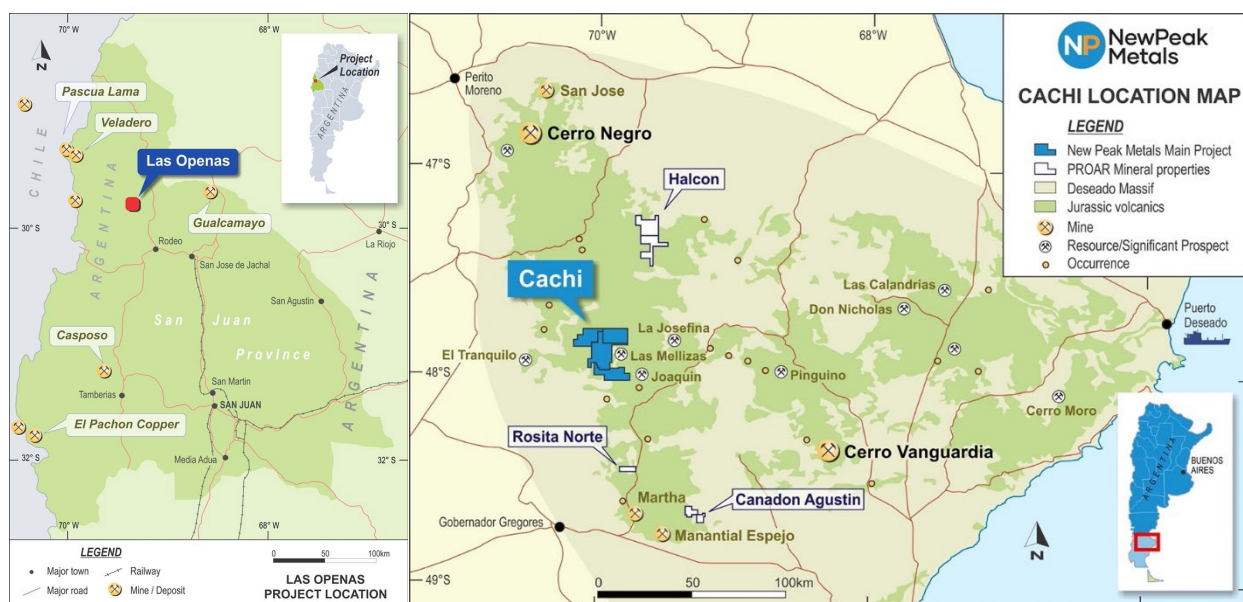 70° W
68° W
N
Project
Location
ARGENTINA
Pascua Lama
Veladero
CHILE
ARGENTINA
Las Openas
Gualcamayo
30° S
30° S
La Riojo
Rodeo
San Jose de Jachal
San Agustin
San Juan
Province
ARGENTINA
Casposo
Tamberias
San Martin
SAN JUAN
El Pachon Copper
Media Adua
32° S
32° S
70° W
68° W
LEGEND
Major town
Railway
Major road
Mine / Deposit
0 50 100km
LAS OPENAS
PROJECT LOCATION
70° W
68° W
Perito
Moreno
San Jose
Cerro Negro
47°S
Halcon
Cachi
Las Calandrias
Don Nicholas
La Josefina
El Tranquilo
Las Mellizas
48°S
Joaquin
Pinguino
Puerto
Deseado
Cerro Moro
Rosita Norte
Cerro Vanguardia
Martha
Canadon Agustin
Gobernador Gregores
Manantial Espejo
49°S
0 50 100km
N
NP NewPeak
Metals
CACHI LOCATION MAP
LEGEND
New Peak Metals Main Project
PROAR Mineral properties
Deseado Massif
Jurassic volcanics
Mine
Resource/Significant Prospect
Occurrence
ARGENTINA
BUENOS
AIRES